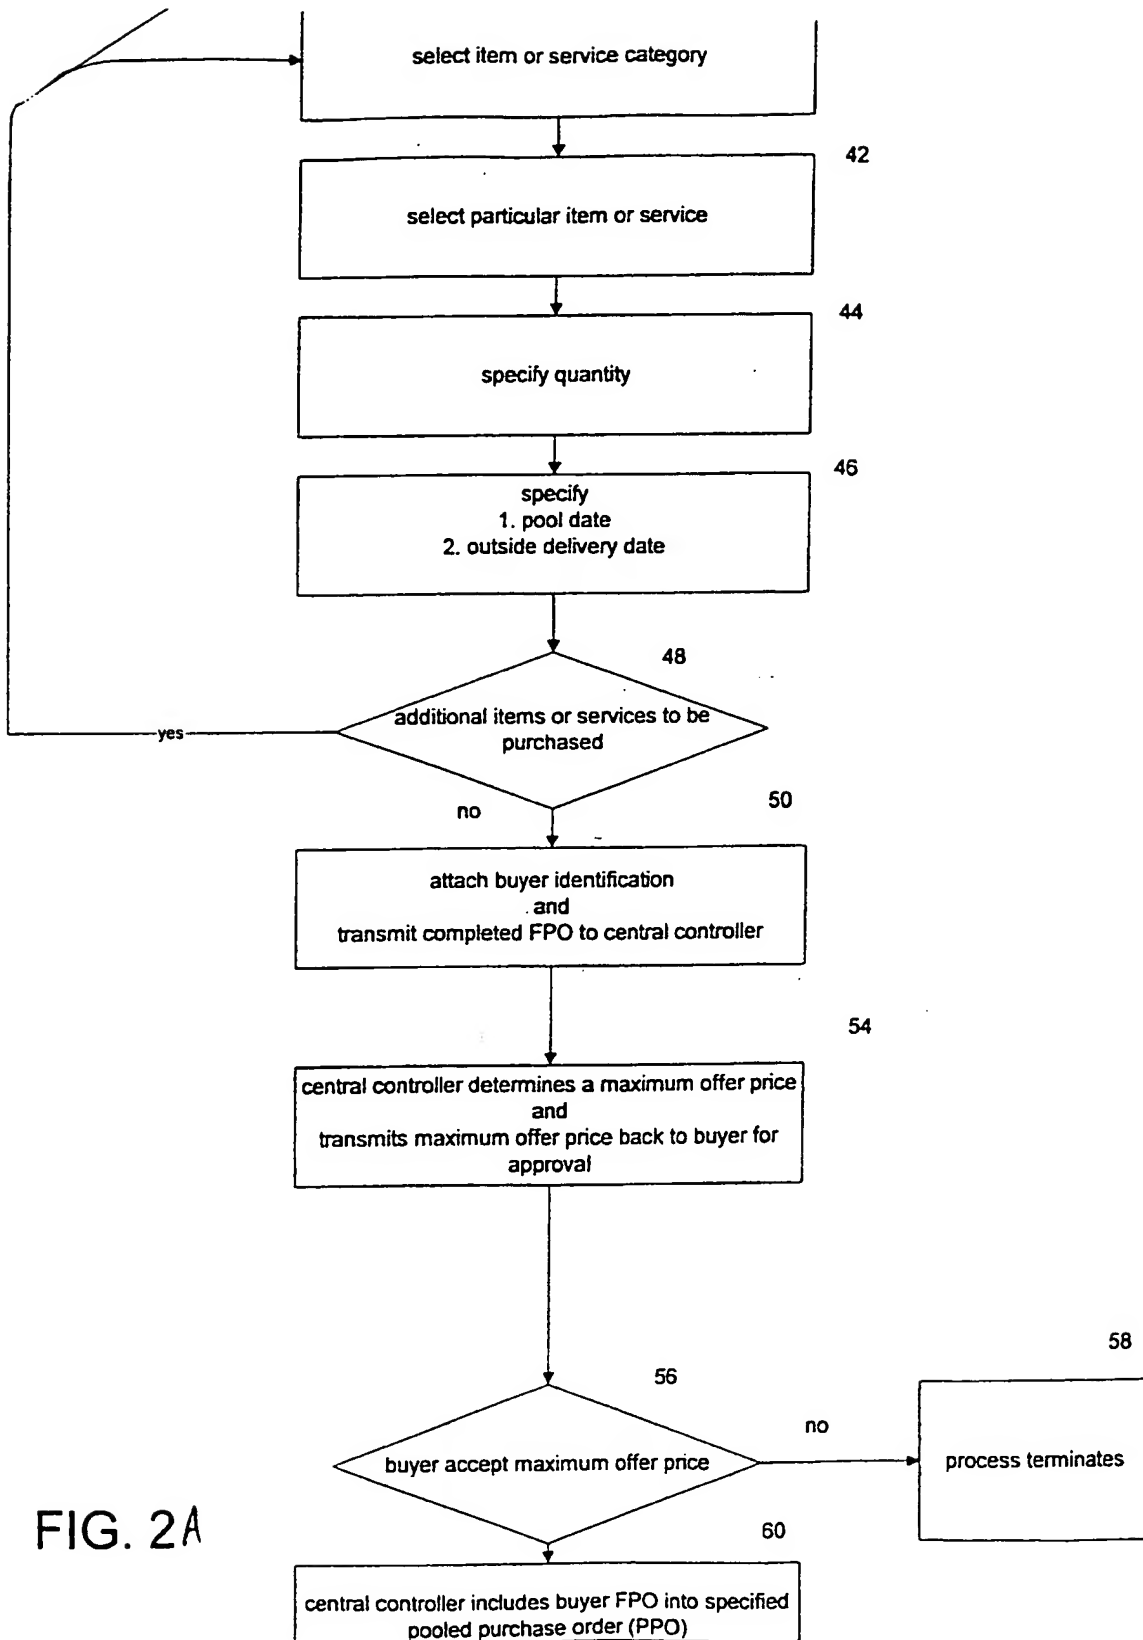 select item or service category
42
select particular item or service
44
specify quantity
46
specify
1. pool date
2. outside delivery date
48
additional items or services to be
purchased
yes
no
50
attach buyer identification
and
transmit completed FPO to central controller
54
central controller determines a maximum offer price
and
transmits maximum offer price back to buyer for
approval
56
58
buyer accept maximum offer price
no
process terminates
FIG. 2A
60
central controller includes buyer FPO into specified
pooled purchase order (PPO)